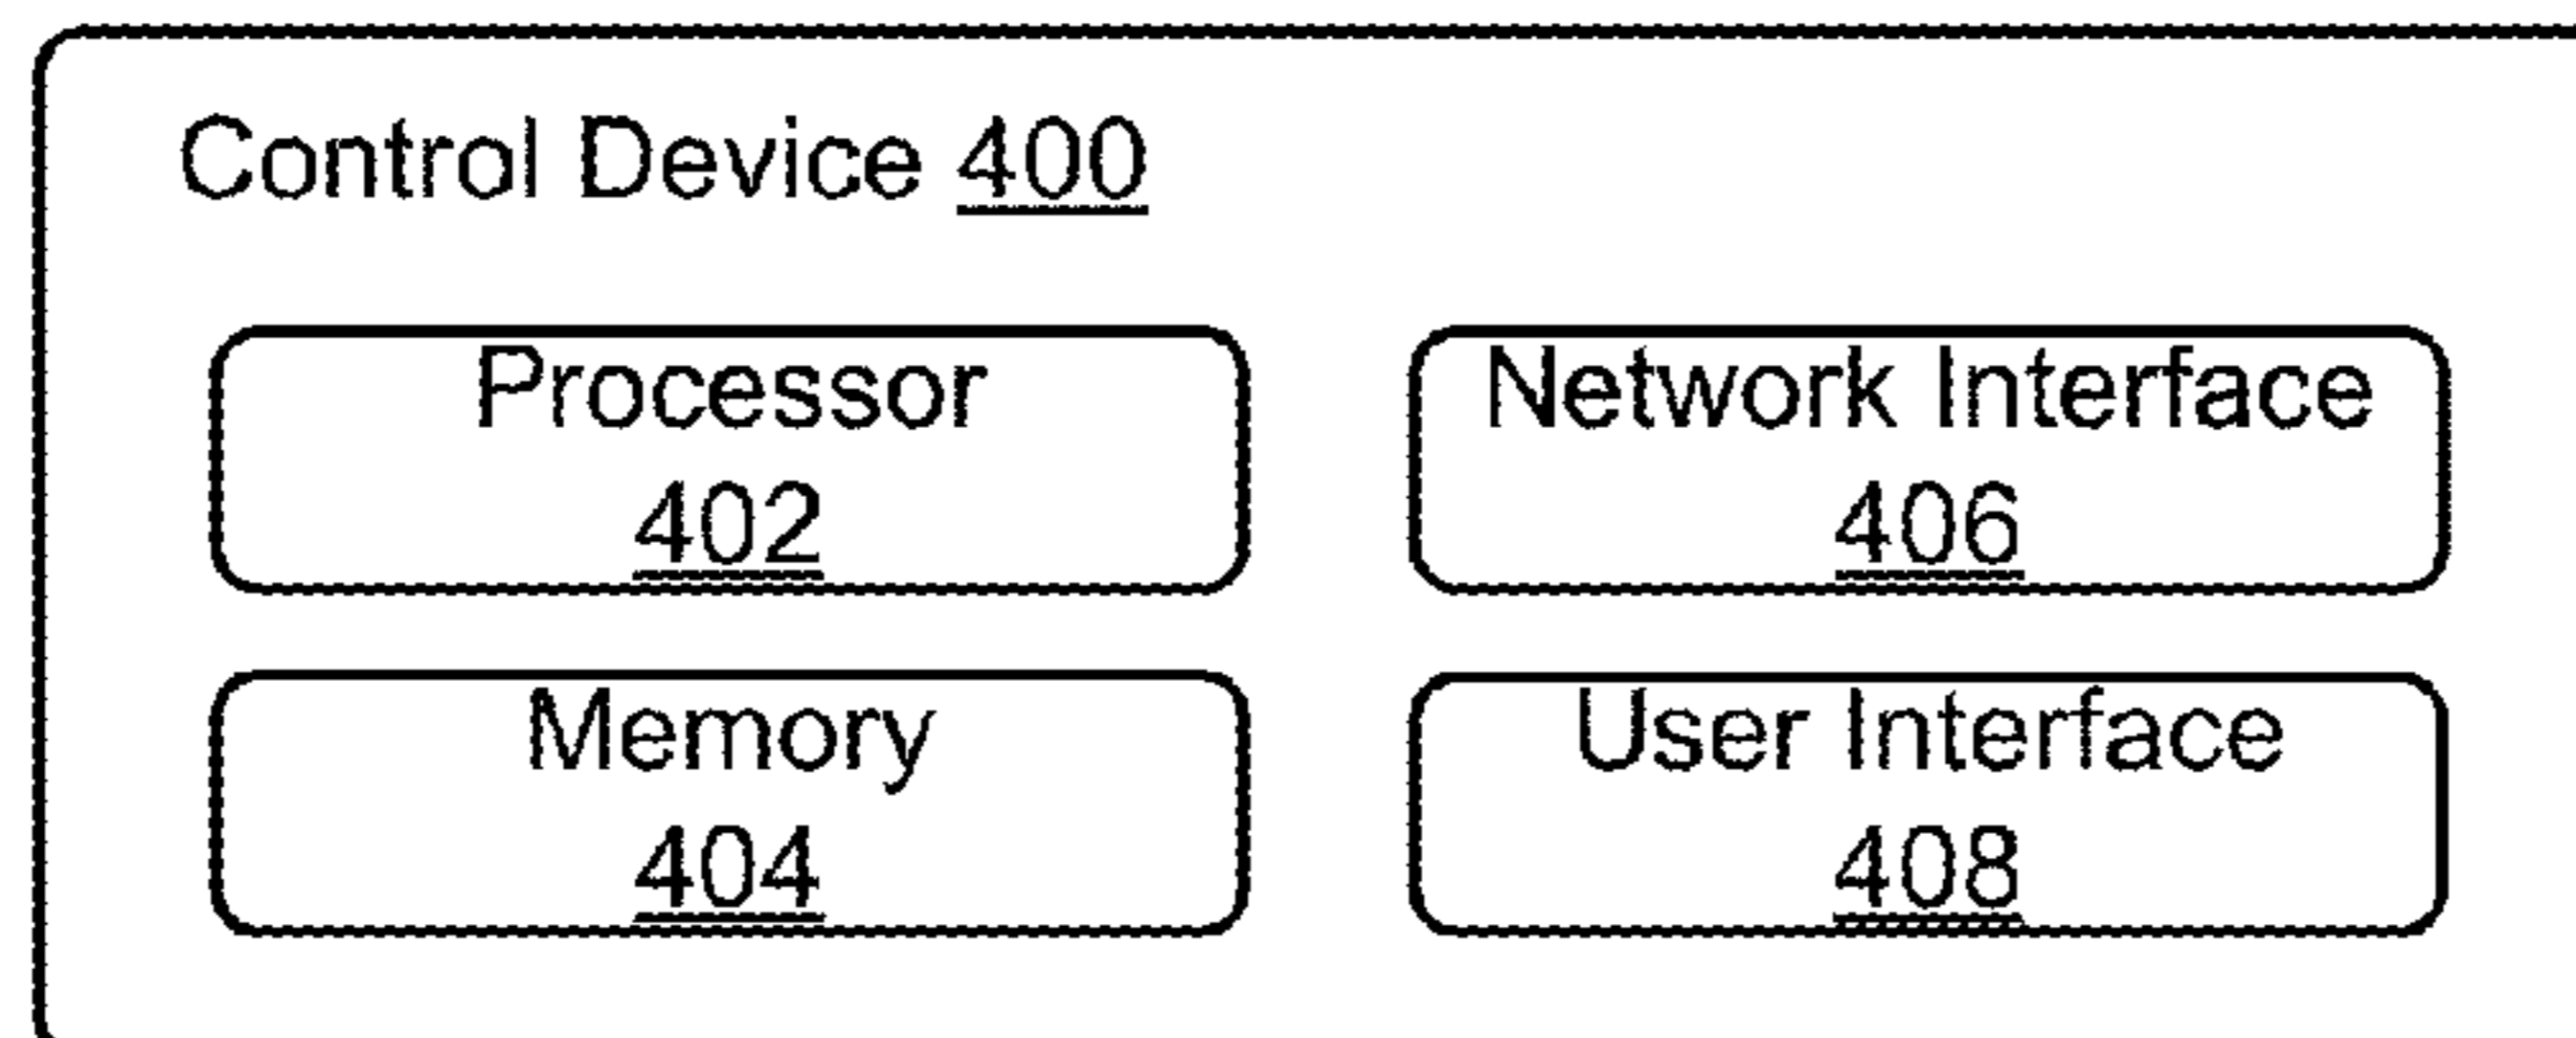 Control Device 400
Processor
402
Network Interface
406
Memory
404
User Interface
408